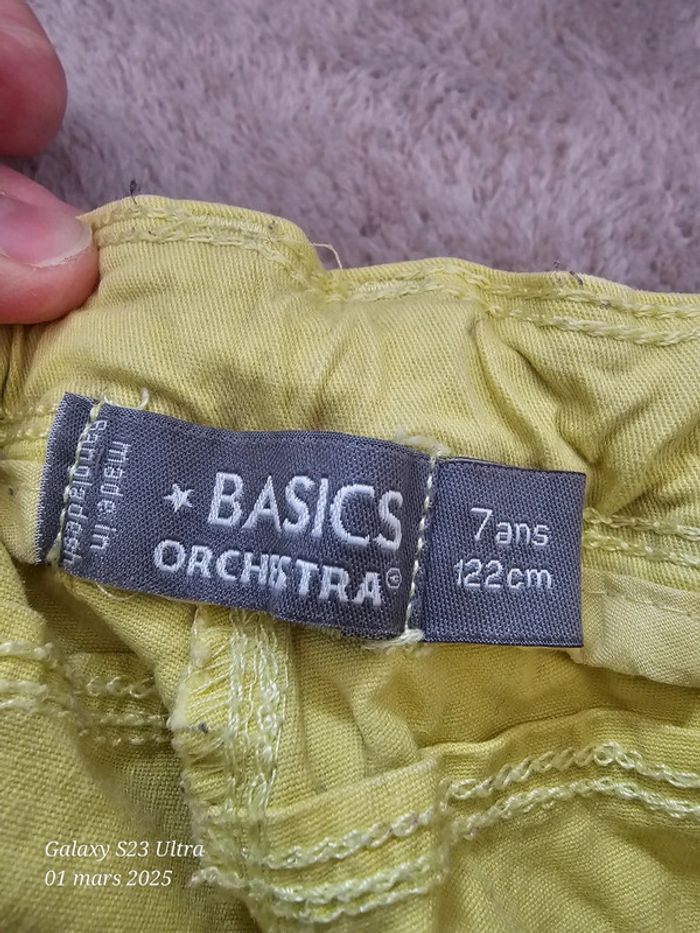 made in
Bangladesh
★ BASICS
ORCHESTRA®
7ans
122cm
Galaxy S23 Ultra
01 mars 2025